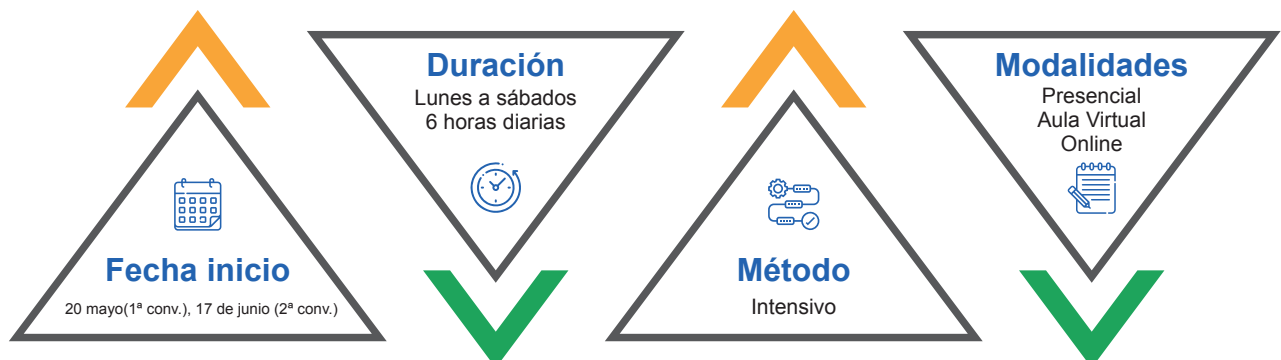 Fecha inicio
20 mayo(1ª conv.), 17 de junio (2ª conv.)
Duración
Lunes a sábados
6 horas diarias
Método
Intensivo
Modalidades
Presencial
Aula Virtual
Online